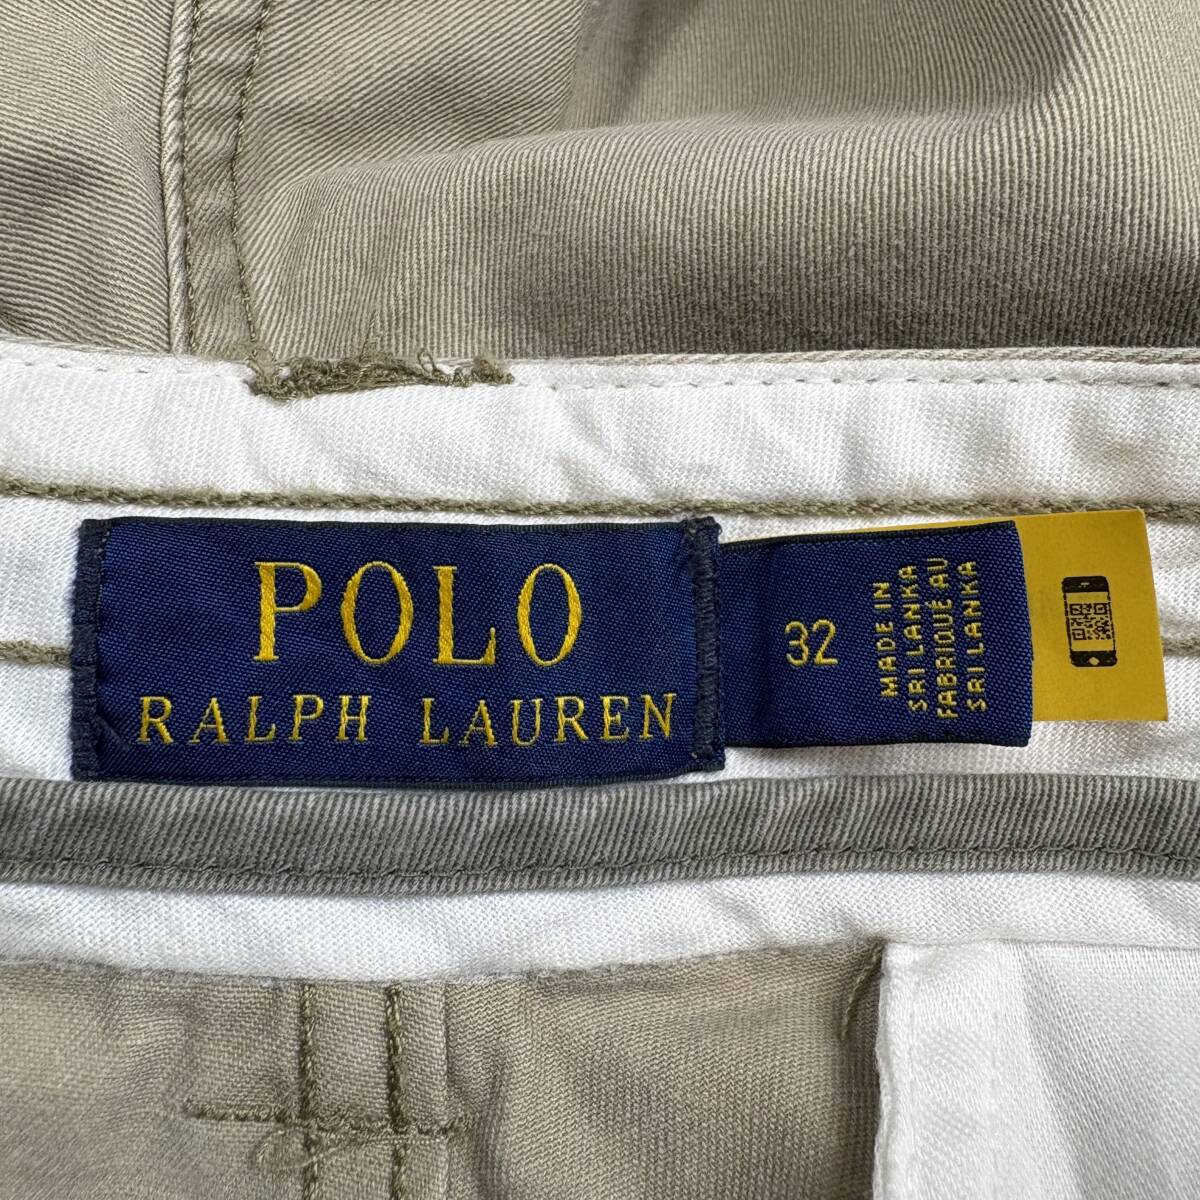 POLO
RALPH LAUREN
32
MADE IN
SRI LANKA
FABRIQUÉ AU
SRI LANKA